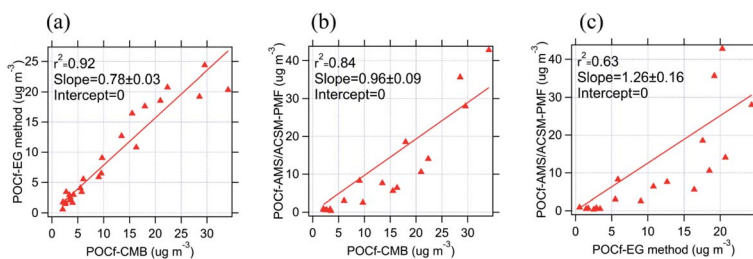 (a)
r²=0.92
Slope=0.78±0.03
Intercept=0
POCf-EG method (ug m⁻³)
25
20
15
10
5
0
0 5 10 15 20 25 30
POCf-CMB (ug m⁻³)
(b)
r²=0.84
Slope=0.96±0.09
Intercept=0
POCf-AMS/ACSM-PMF (ug m⁻³)
40
30
20
10
0
0 5 10 15 20 25 30
POCf-CMB (ug m⁻³)
(c)
r²=0.63
Slope=1.26±0.16
Intercept=0
POCf-AMS/ACSM-PMF (ug m⁻³)
40
30
20
10
0
0 5 10 15 20
POCf-EG method (ug m⁻³)